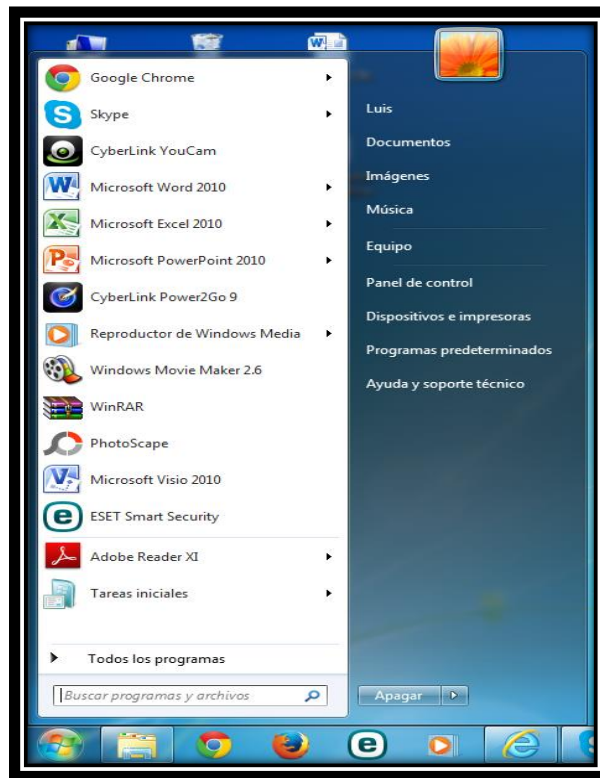 Google Chrome
Skype
CyberLink YouCam
Microsoft Word 2010
Microsoft Excel 2010
Microsoft PowerPoint 2010
CyberLink Power2Go 9
Reproductor de Windows Media
Windows Movie Maker 2.6
WinRAR
PhotoScape
Microsoft Visio 2010
ESET Smart Security
Adobe Reader XI
Tareas iniciales
Todos los programas
Buscar programas y archivos
Luis
Documentos
Imágenes
Música
Equipo
Panel de control
Dispositivos e impresoras
Programas predeterminados
Ayuda y soporte técnico
Apagar